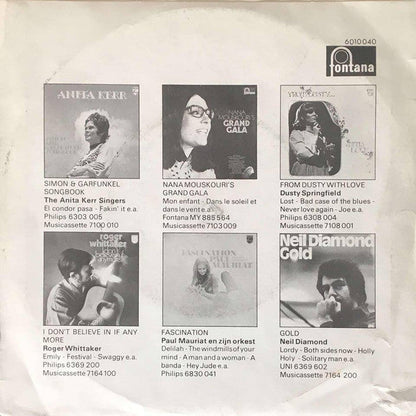 6010 040
fontana
ANITA KERR
NANA
MOUSKOURI'S
GRAND
GALA
SIMON & GARFUNKEL
SONGBOOK
The Anita Kerr Singers
El condor pasa - Fakin' it e.a.
Philips 6303 005
Musicassette 7100 010
NANA MOUSKOURI'S
GRAND GALA
Mon enfant - Dans le soleil et
dans le vent e.a.
Fontana MY 885 564
Musicassette 7103 009
FROM DUSTY WITH LOVE
Dusty Springfield
Lost - Bad case of the blues -
Never love again - Joe e.a.
Philips 6308 004
Musicassette 7108 001
roger
whittaker
FASCINATION
PAUL
MAURIAT
Neil Diamond
Gold
I DON'T BELIEVE IN IF ANY
MORE
Roger Whittaker
Emily - Festival - Swaggy e.a.
Philips 6369 200
Musicassette 7164 100
FASCINATION
Paul Mauriat en zijn orkest
Delilah - The windmills of your
mind - A man and a woman - A
banda - Hey Jude e.a.
Philips 6830 041
GOLD
Neil Diamond
Lordy - Both sides now - Holly
Holy - Solitary man e.a.
UNI 6369 602
Musicassette 7164 200